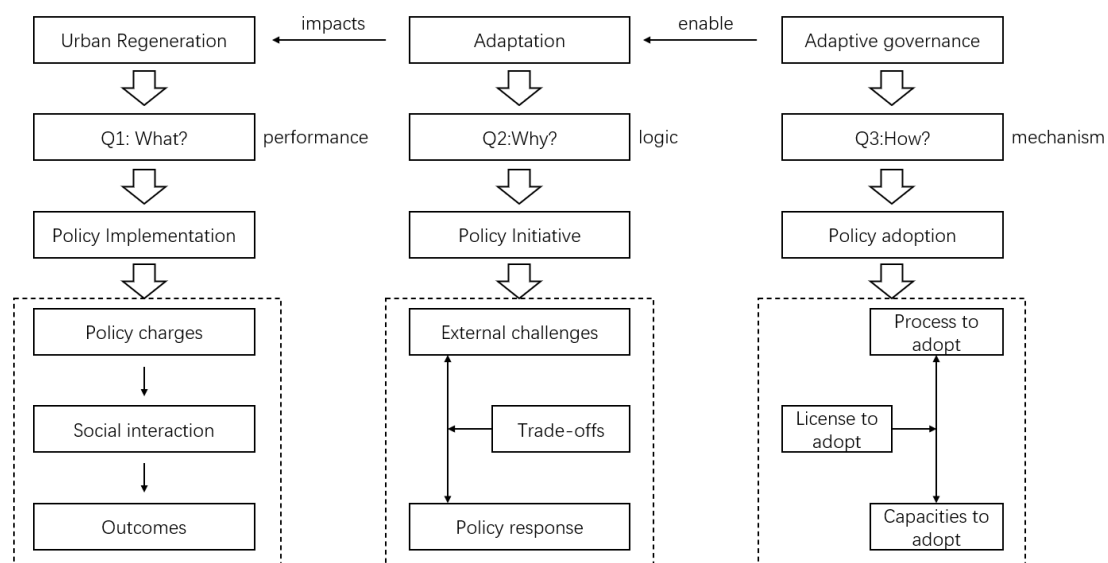 Urban Regeneration
impacts
Adaptation
enable
Adaptive governance
Q1: What?
performance
Q2:Why?
logic
Q3:How?
mechanism
Policy Implementation
Policy Initiative
Policy adoption
Policy charges
External challenges
Process to
adopt
Social interaction
Trade-offs
License to
adopt
Outcomes
Policy response
Capacities to
adopt